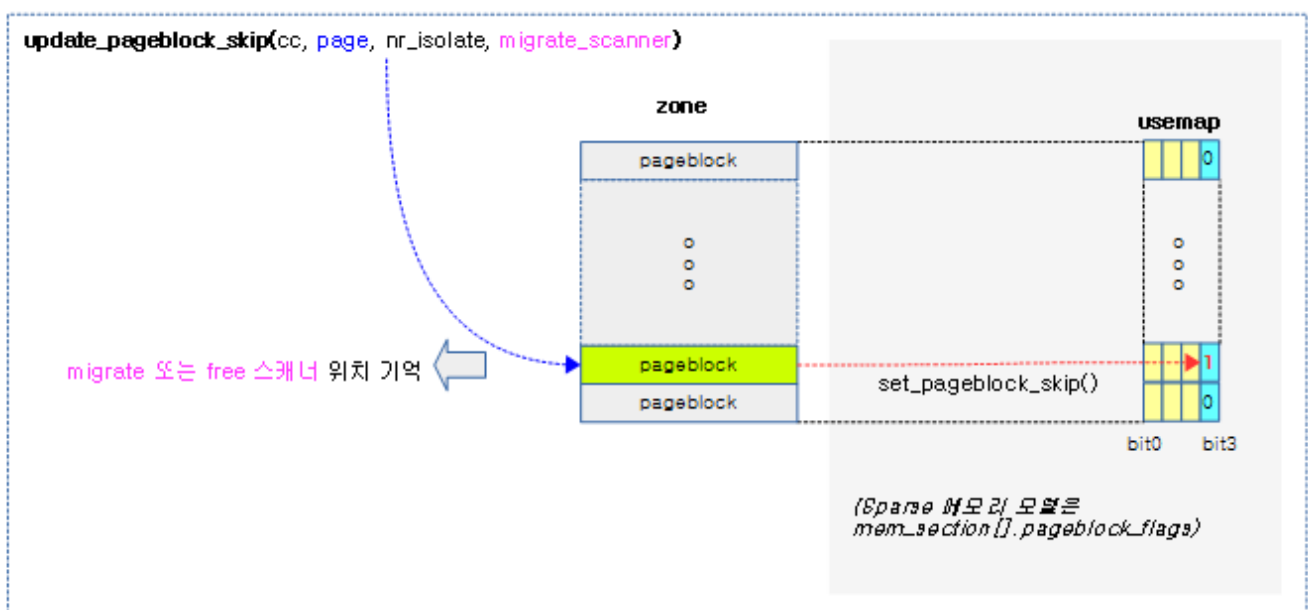 update_pageblock_skip(cc, page, nr_isolate, migrate_scanner)
zone
usemap
pageblock
0
migrate 또는 free 스캐너 위치 기억
pageblock
1
set_pageblock_skip()
pageblock
0
bit0
bit3
(Sparse 메모리 모델은
mem_section[].pageblock_flags)